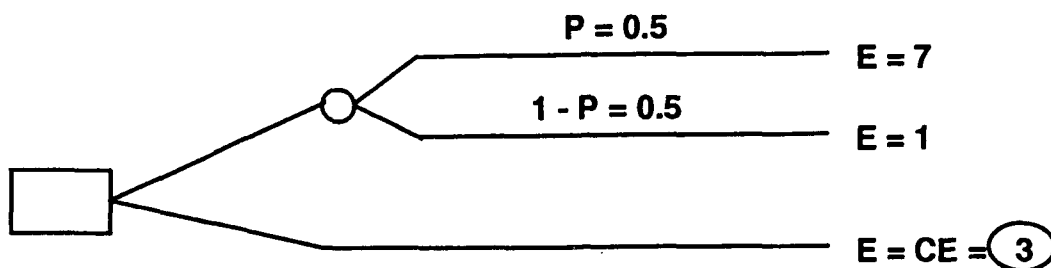 P = 0.5
E = 7
1 - P = 0.5
E = 1
E = CE = 3